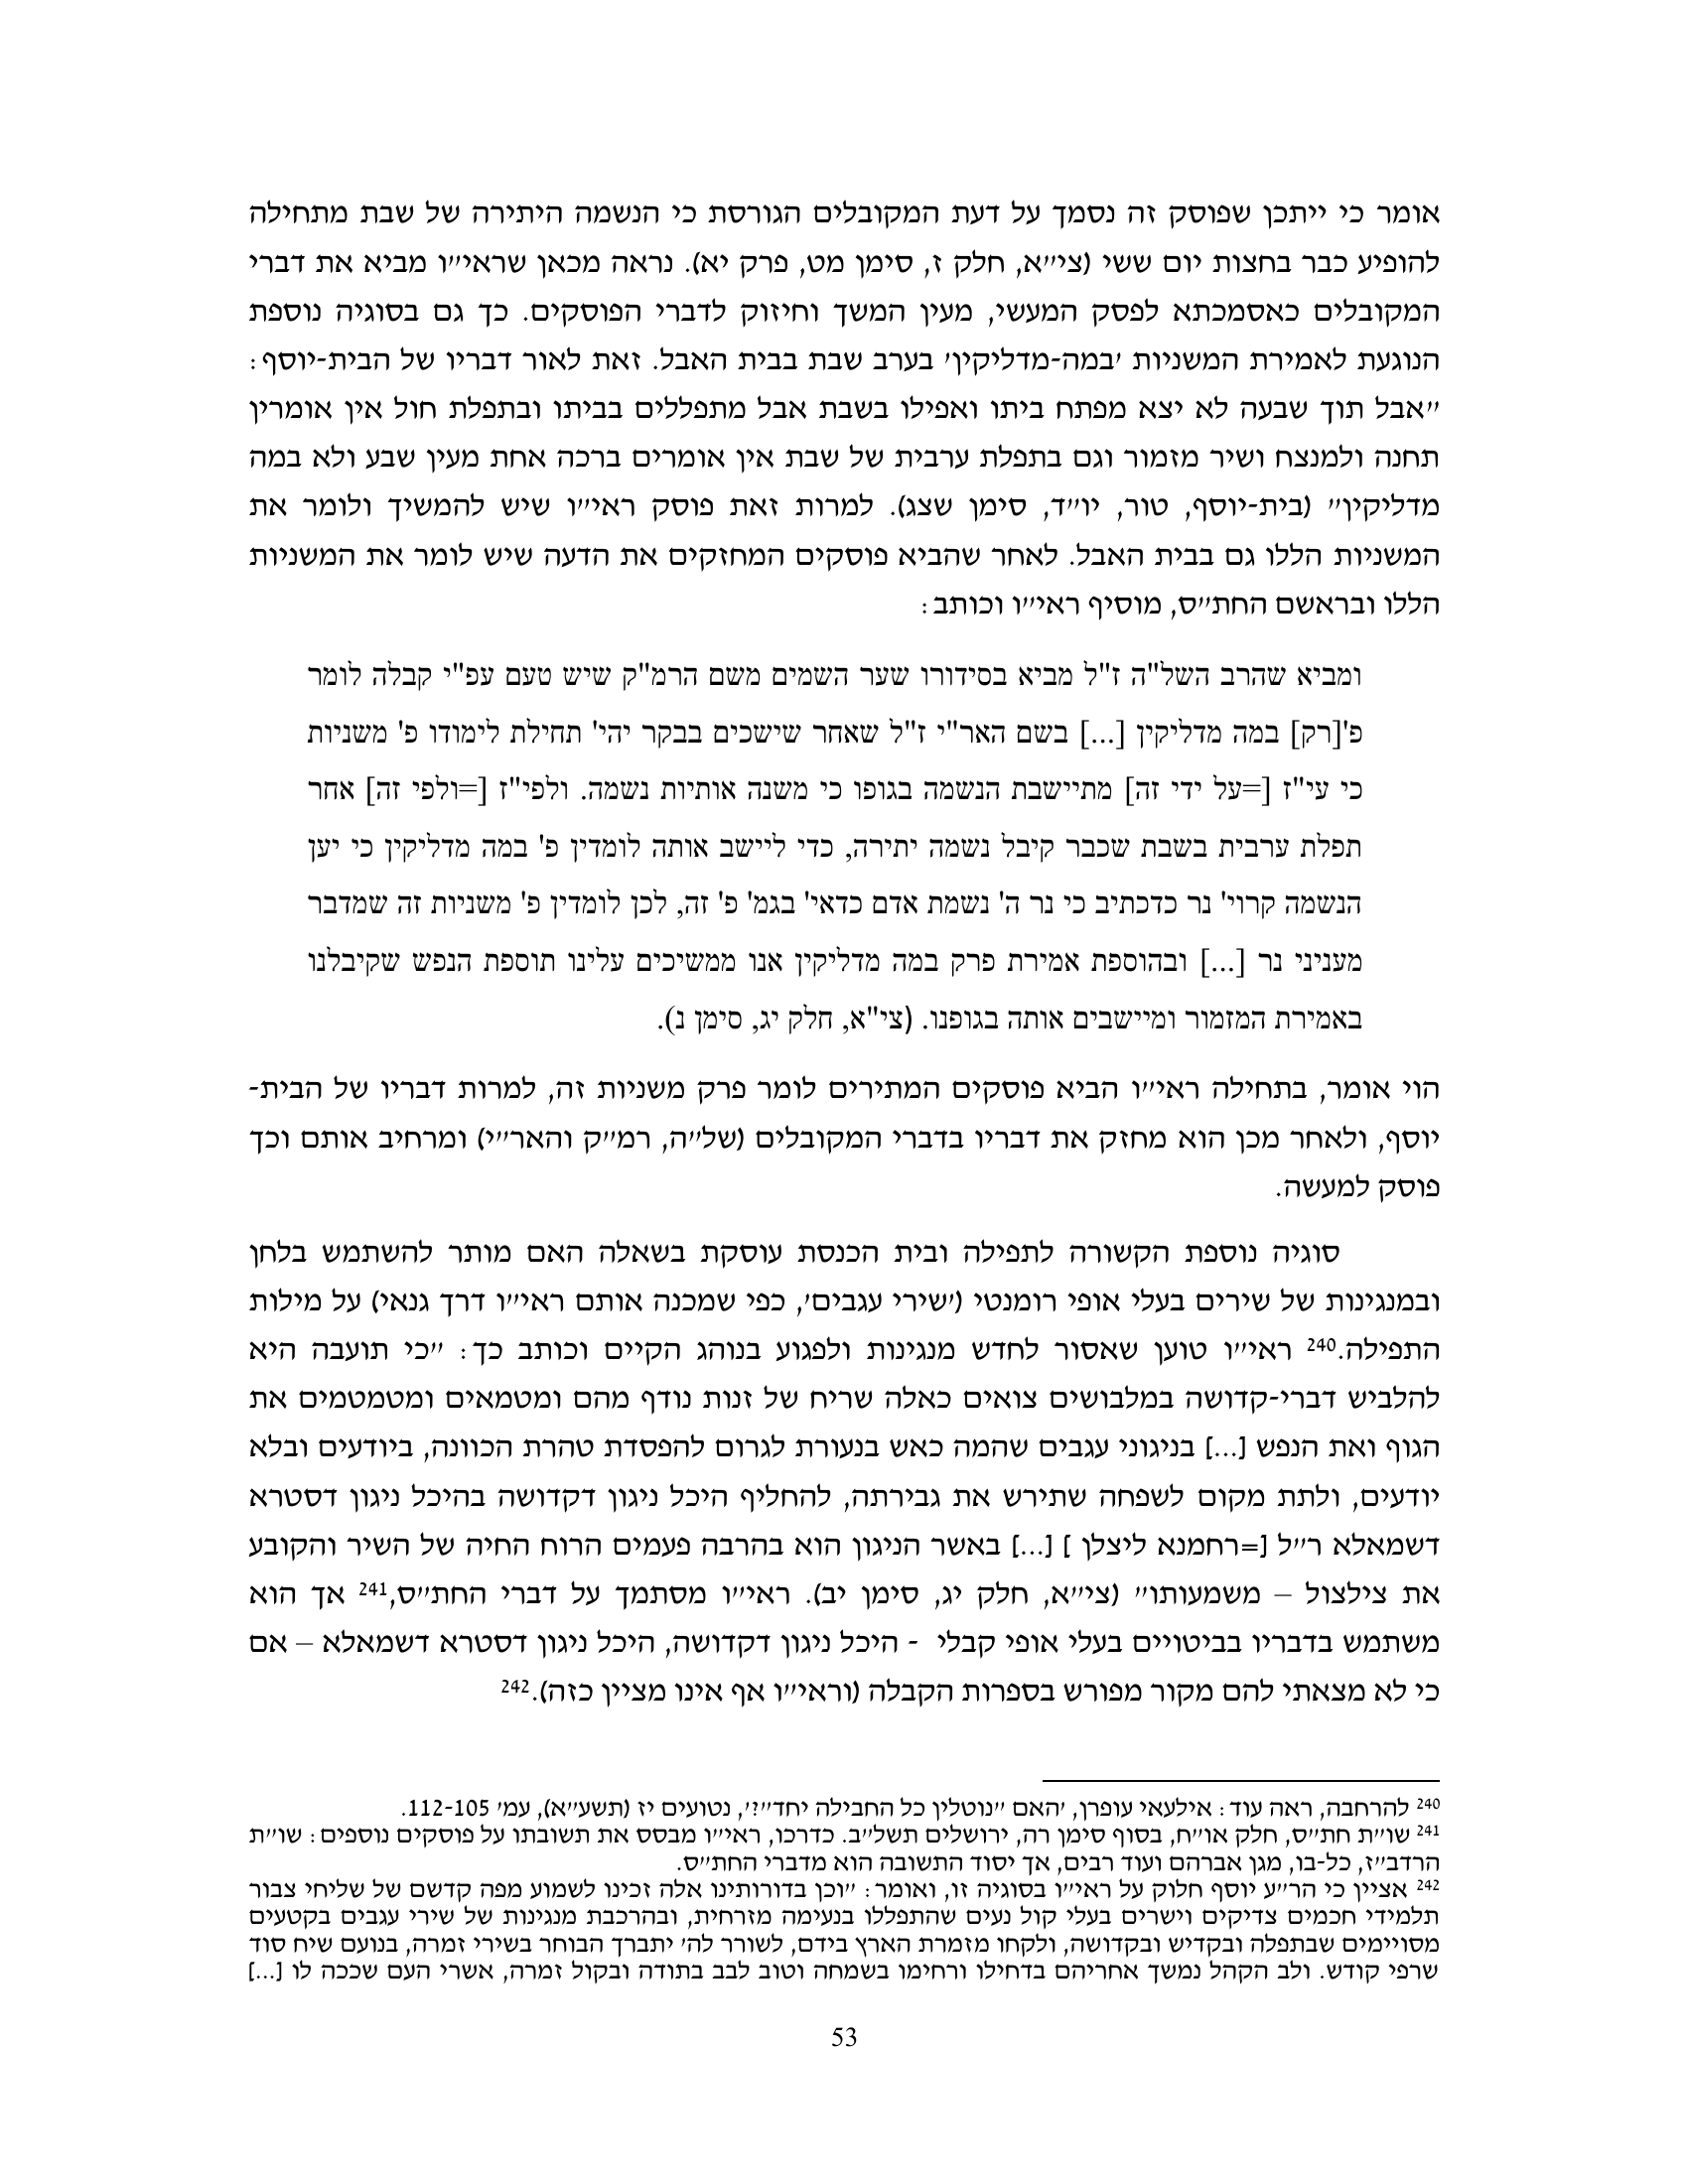 אומר כי ייתכן שפוסק זה נסמך על דעת המקובלים הגורסת כי הנשמה היתירה של שבת מתחילה
להופיע כבר בחצות יום ששי (צי״א, חלק ז, סימן מט, פרק יא). נראה מכאן שראי״ו מביא את דברי
המקובלים כאסמכתא לפסק המעשי, מעין המשך וחיזוק לדברי הפוסקים. כך גם בסוגיה נוספת
הנוגעת לאמירת המשניות ׳במה-מדליקין׳ בערב שבת בבית האבל. זאת לאור דבריו של הבית-יוסף:
״אבל תוך שבעה לא יצא מפתח ביתו ואפילו בשבת אבל מתפללים בביתו ובתפלת חול אין אומרין
תחנה ולמנצח ושיר מזמור וגם בתפלת ערבית של שבת אין אומרים ברכה אחת מעין שבע ולא במה
מדליקין״ (בית-יוסף, טור, יו״ד, סימן שצג). למרות זאת פוסק ראי״ו שיש להמשיך ולומר את
המשניות הללו גם בבית האבל. לאחר שהביא פוסקים המחזקים את הדעה שיש לומר את המשניות
הללו ובראשם החת״ס, מוסיף ראי״ו וכותב:
ומביא שהרב השל"ה ז"ל מביא בסידורו שער השמים משם הרמ"ק שיש טעם עפ"י קבלה לומר
פ'[רק] במה מדליקין [...] בשם האר"י ז"ל שאחר שישכים בבקר יהי' תחילת לימודו פ' משניות
כי עי"ז [=על ידי זה] מתיישבת הנשמה בגופו כי משנה אותיות נשמה. ולפי"ז [=ולפי זה] אחר
תפלת ערבית בשבת שכבר קיבל נשמה יתירה, כדי ליישב אותה לומדין פ' במה מדליקין כי יען
הנשמה קרוי' נר כדכתיב כי נר ה' נשמת אדם כדאי' בגמ' פ' זה, לכן לומדין פ' משניות זה שמדבר
מעניני נר [...] ובהוספת אמירת פרק במה מדליקין אנו ממשיכים עלינו תוספת הנפש שקיבלנו
באמירת המזמור ומיישבים אותה בגופנו. (צי"א, חלק יג, סימן נ).
הוי אומר, בתחילה ראי״ו הביא פוסקים המתירים לומר פרק משניות זה, למרות דבריו של הבית-
יוסף, ולאחר מכן הוא מחזק את דבריו בדברי המקובלים (של״ה, רמ״ק והאר״י) ומרחיב אותם וכך
פוסק למעשה.
סוגיה נוספת הקשורה לתפילה ובית הכנסת עוסקת בשאלה האם מותר להשתמש בלחן
ובמנגינות של שירים בעלי אופי רומנטי (׳שירי עגבים׳, כפי שמכנה אותם ראי״ו דרך גנאי) על מילות
התפילה.240 ראי״ו טוען שאסור לחדש מנגינות ולפגוע בנוהג הקיים וכותב כך: ״כי תועבה היא
להלביש דברי-קדושה במלבושים צואים כאלה שריח של זנות נודף מהם ומטמאים ומטמטמים את
הגוף ואת הנפש [...] בניגוני עגבים שהמה כאש בנעורת לגרום להפסדת טהרת הכוונה, ביודעים ובלא
יודעים, ולתת מקום לשפחה שתירש את גבירתה, להחליף היכל ניגון דקדושה בהיכל ניגון דסטרא
דשמאלא ר״ל [=רחמנא ליצלן ] [...] באשר הניגון הוא בהרבה פעמים הרוח החיה של השיר והקובע
את צילצול – משמעותו״ (צי״א, חלק יג, סימן יב). ראי״ו מסתמך על דברי החת״ס,241 אך הוא
משתמש בדבריו בביטויים בעלי אופי קבלי - היכל ניגון דקדושה, היכל ניגון דסטרא דשמאלא – אם
כי לא מצאתי להם מקור מפורש בספרות הקבלה (וראי״ו אף אינו מציין כזה).242
240 להרחבה, ראה עוד: אילעאי עופרן, ׳האם ״נוטלין כל החבילה יחד״?׳, נטועים יז (תשע״א), עמ׳ 112-105.
241 שו״ת חת״ס, חלק או״ח, בסוף סימן רה, ירושלים תשל״ב. כדרכו, ראי״ו מבסס את תשובתו על פוסקים נוספים: שו״ת
הרדב״ז, כל-בו, מגן אברהם ועוד רבים, אך יסוד התשובה הוא מדברי החת״ס.
242 אציין כי הר״ע יוסף חלוק על ראי״ו בסוגיה זו, ואומר: ״וכן בדורותינו אלה זכינו לשמוע מפה קדשם של שליחי צבור
תלמידי חכמים צדיקים וישרים בעלי קול נעים שהתפללו בנעימה מזרחית, ובהרכבת מנגינות של שירי עגבים בקטעים
מסויימים שבתפלה ובקדיש ובקדושה, ולקחו מזמרת הארץ בידם, לשורר לה׳ יתברך הבוחר בשירי זמרה, בנועם שיח סוד
שרפי קודש. ולב הקהל נמשך אחריהם בדחילו ורחימו בשמחה וטוב לבב בתודה ובקול זמרה, אשרי העם שככה לו [...]
53